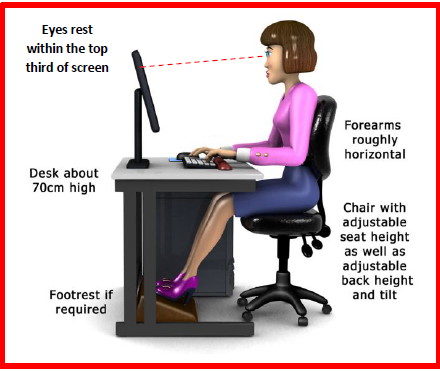 Eyes rest
within the top
third of screen
Forearms
roughly
horizontal
Desk about
70cm high
Chair with
adjustable
seat height
as well as
adjustable
back height
and tilt
Footrest if
required